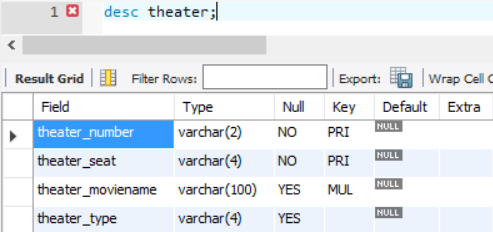 1 desc theater;
Result Grid Filter Rows: Export: Wrap Cell C
Field Type Null Key Default Extra
theater_number varchar(2) NO PRI NULL
theater_seat varchar(4) NO PRI NULL
theater_moviename varchar(100) YES MUL NULL
theater_type varchar(4) YES NULL